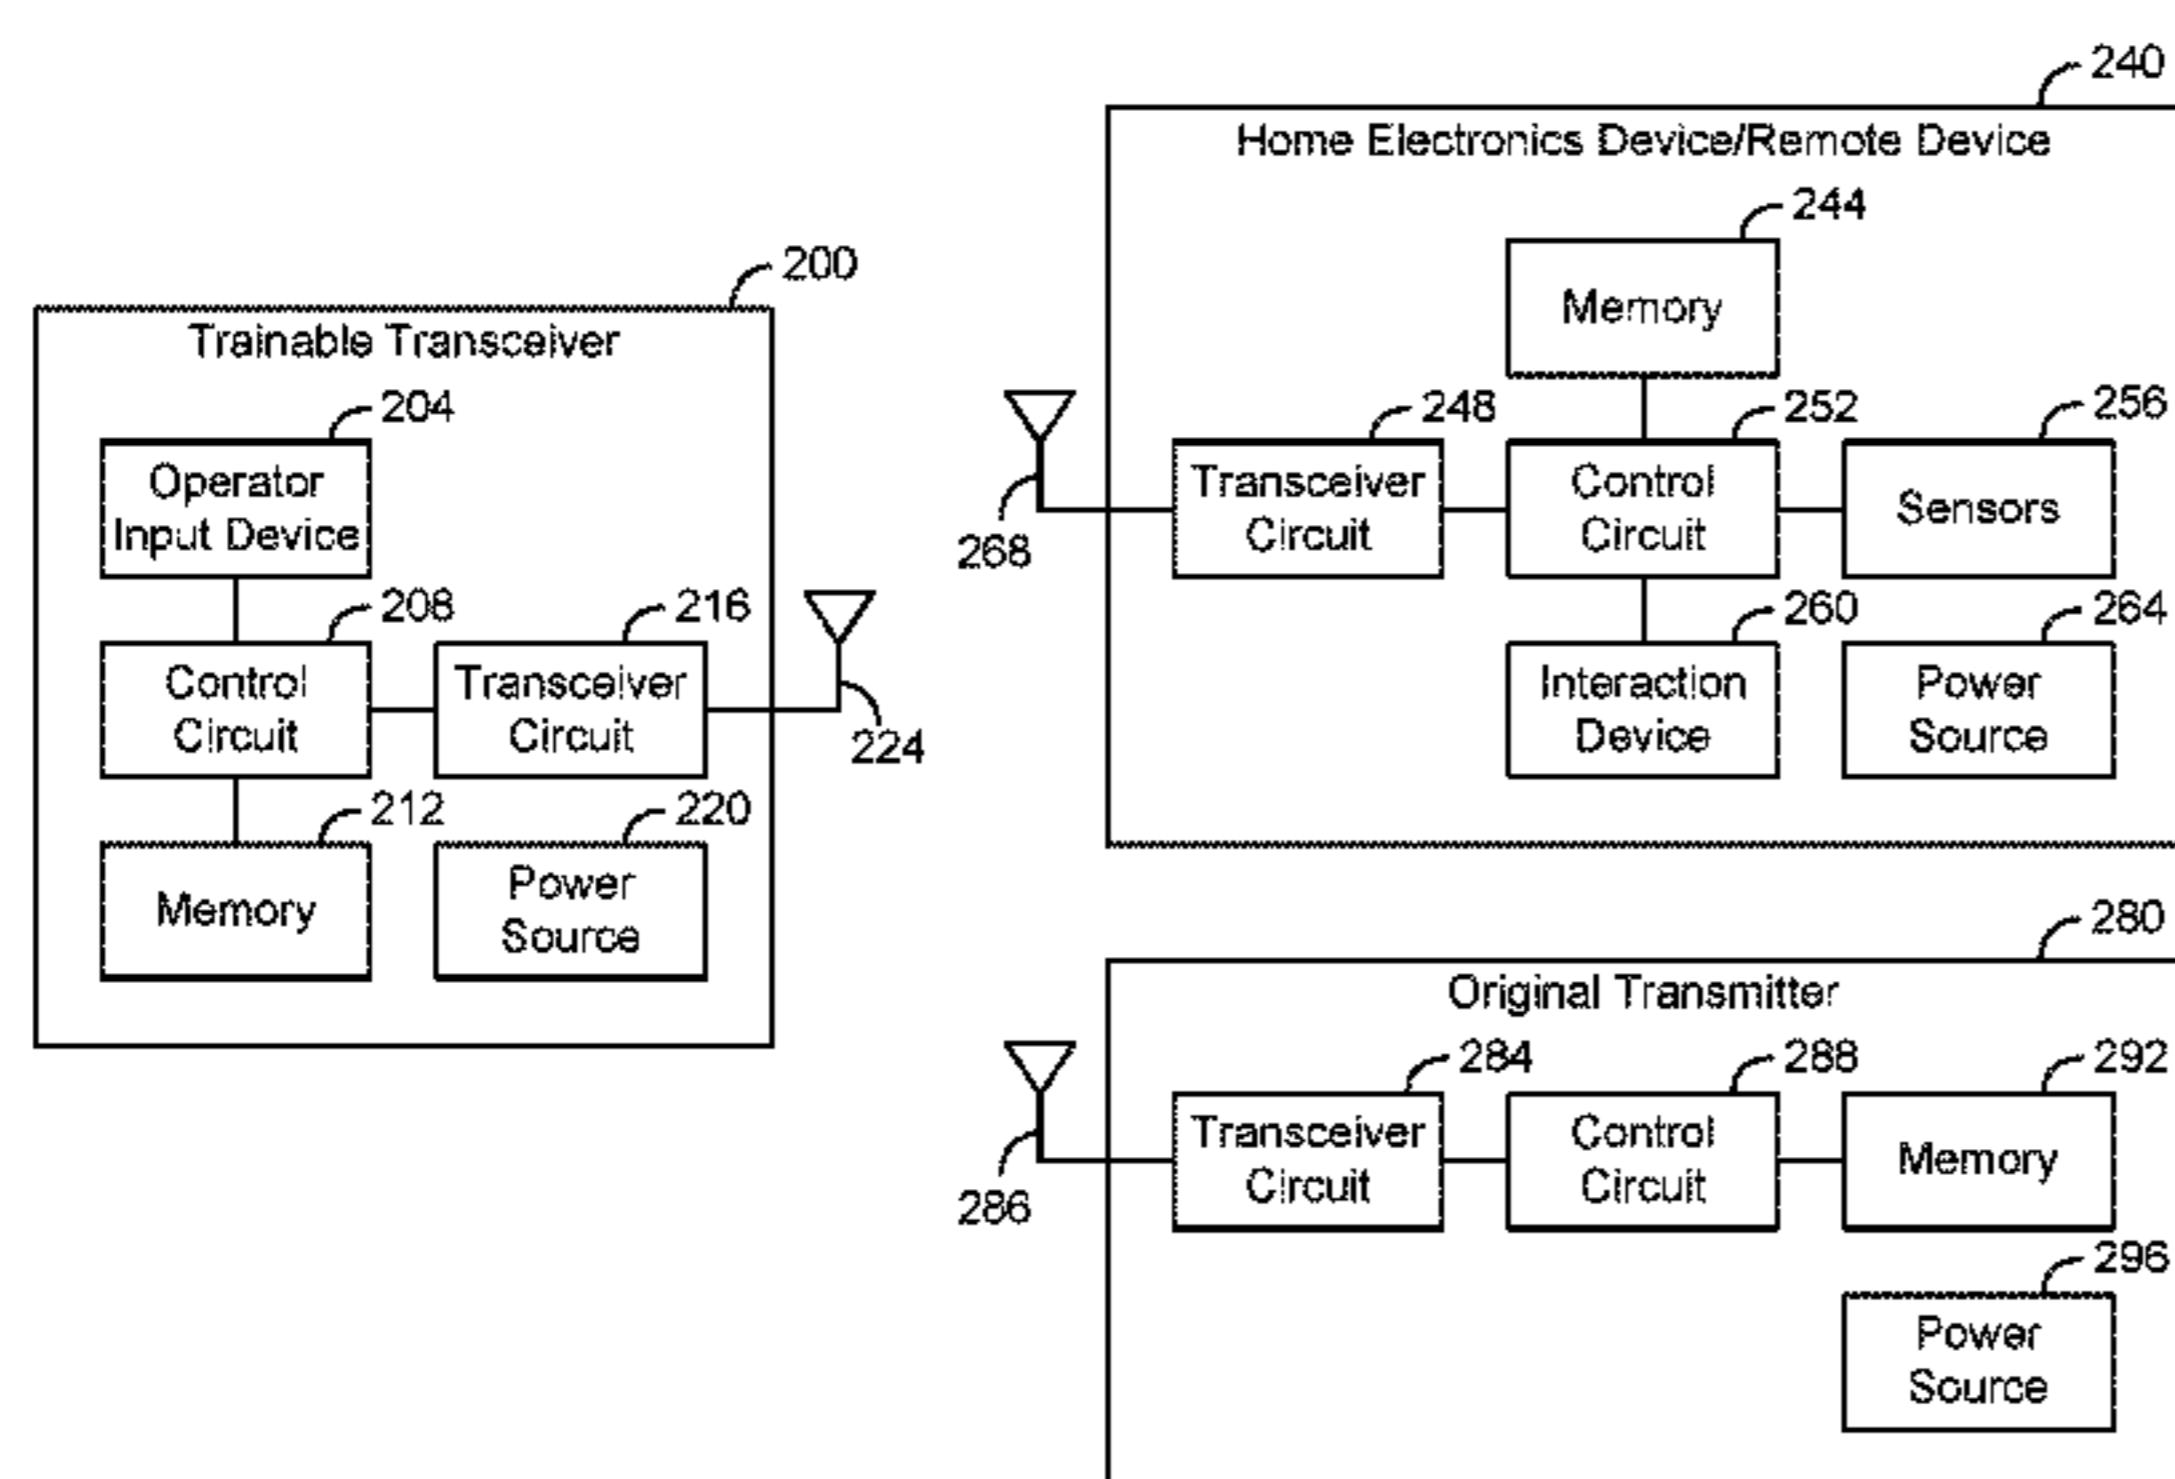 240
Home Electronics Device/Remote Device
244
Memory
200
Trainable Transceiver
204
Operator
Input Device
208
Control
Circuit
216
Transceiver
Circuit
224
212
Memory
220
Power
Source
268
248
Transceiver
Circuit
252
Control
Circuit
256
Sensors
260
Interaction
Device
264
Power
Source
280
Original Transmitter
286
284
Transceiver
Circuit
288
Control
Circuit
292
Memory
296
Power
Source